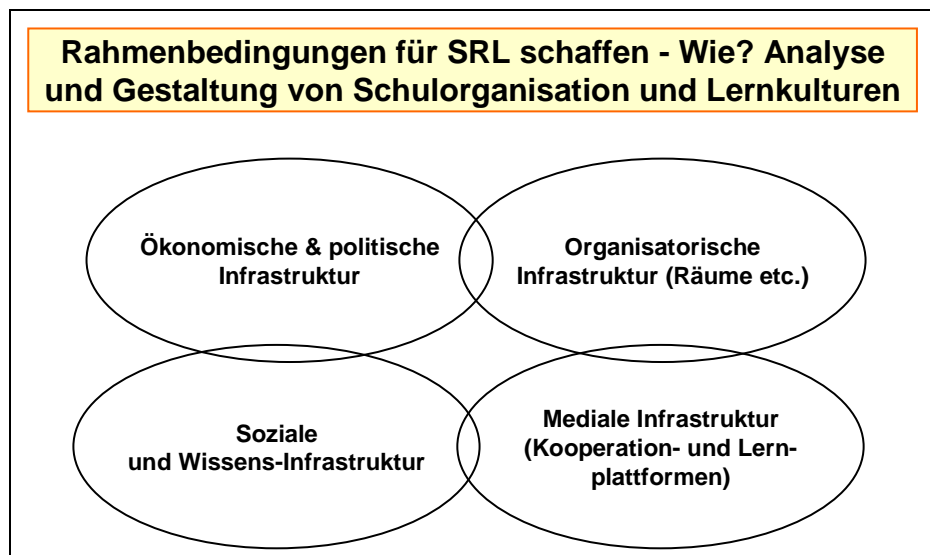 Rahmenbedingungen für SRL schaffen - Wie? Analyse
und Gestaltung von Schulorganisation und Lernkulturen
Ökonomische & politische
Infrastruktur
Organisatorische
Infrastruktur (Räume etc.)
Soziale
und Wissens-Infrastruktur
Mediale Infrastruktur
(Kooperation- und Lern-
plattformen)